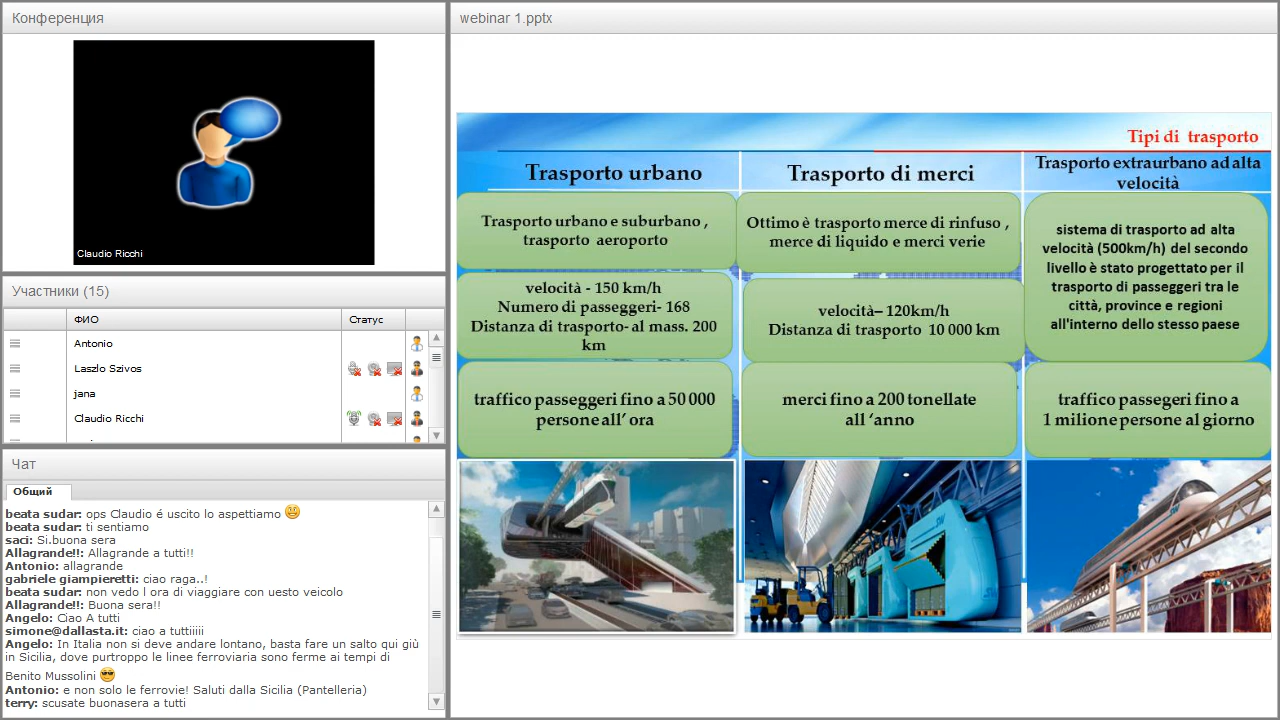 Конференция
Claudio Ricchi
Участники (15)
ФИО
Статус
Antonio
Laszlo Szivos
jana
Claudio Ricchi
Чат
Общий
beata sudar: ops Claudio é uscito lo aspettiamo
beata sudar: ti sentiamo
saci: Si.buona sera
Allagrande!!: Allagrande a tutti!!
Antonio: allagrande
gabriele giampieretti: ciao raga..!
beata sudar: non vedo l ora di viaggiare con uesto veicolo
Allagrande!!: Buona sera!!
Angelo: Ciao A tutti
simone@dallasta.it: ciao a tuttiiiii
Angelo: In Italia non si deve andare lontano, basta fare un salto qui giù
in Sicilia, dove purtroppo le linee ferroviaria sono ferme ai tempi di
Benito Mussolini
Antonio: e non solo le ferrovie! Saluti dalla Sicilia (Pantelleria)
terry: scusate buonasera a tutti
webinar 1.pptx
Tipi di trasporto
Trasporto urbano
Trasporto urbano e suburbano ,
trasporto aeroporto
velocità - 150 km/h
Numero di passeggeri- 168
Distanza di trasporto- al mass. 200
km
traffico passeggeri fino a 50 000
persone all' ora
Trasporto di merci
Ottimo è trasporto merce di rinfuso ,
merce di liquido e merci verie
velocità– 120km/h
Distanza di trasporto 10 000 km
merci fino a 200 tonellate
all ‘anno
Trasporto extraurbano ad alta
velocità
sistema di trasporto ad alta
velocità (500km/h) del secondo
livello è stato progettato per il
trasporto di passeggeri tra le
città, province e regioni
all'interno dello stesso paese
traffico passegeri fino a
1 milione persone al giorno